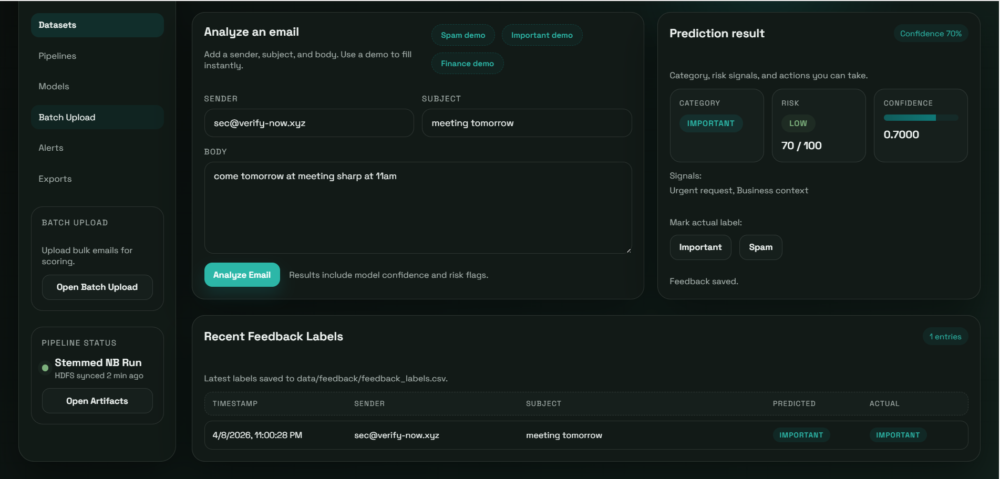 Datasets
Pipelines
Models
Batch Upload
Alerts
Exports
BATCH UPLOAD
Upload bulk emails for
scoring.
Open Batch Upload
PIPELINE STATUS
Stemmed NB Run
HDFS synced 2 min ago
Open Artifacts
Analyze an email
Add a sender, subject, and body. Use a demo to fill
instantly.
Spam demo
Important demo
Finance demo
SENDER
SUBJECT
sec@verify-now.xyz
meeting tomorrow
BODY
come tomorrow at meeting sharp at 11am
Analyze Email
Results include model confidence and risk flags.
Prediction result
Confidence 70%
Category, risk signals, and actions you can take.
CATEGORY
IMPORTANT
RISK
LOW
70 / 100
CONFIDENCE
0.7000
Signals:
Urgent request, Business context
Mark actual label:
Important
Spam
Feedback saved.
Recent Feedback Labels
1 entries
Latest labels saved to data/feedback/feedback_labels.csv.
TIMESTAMP SENDER SUBJECT PREDICTED ACTUAL
4/8/2026, 11:00:28 PM sec@verify-now.xyz meeting tomorrow IMPORTANT IMPORTANT